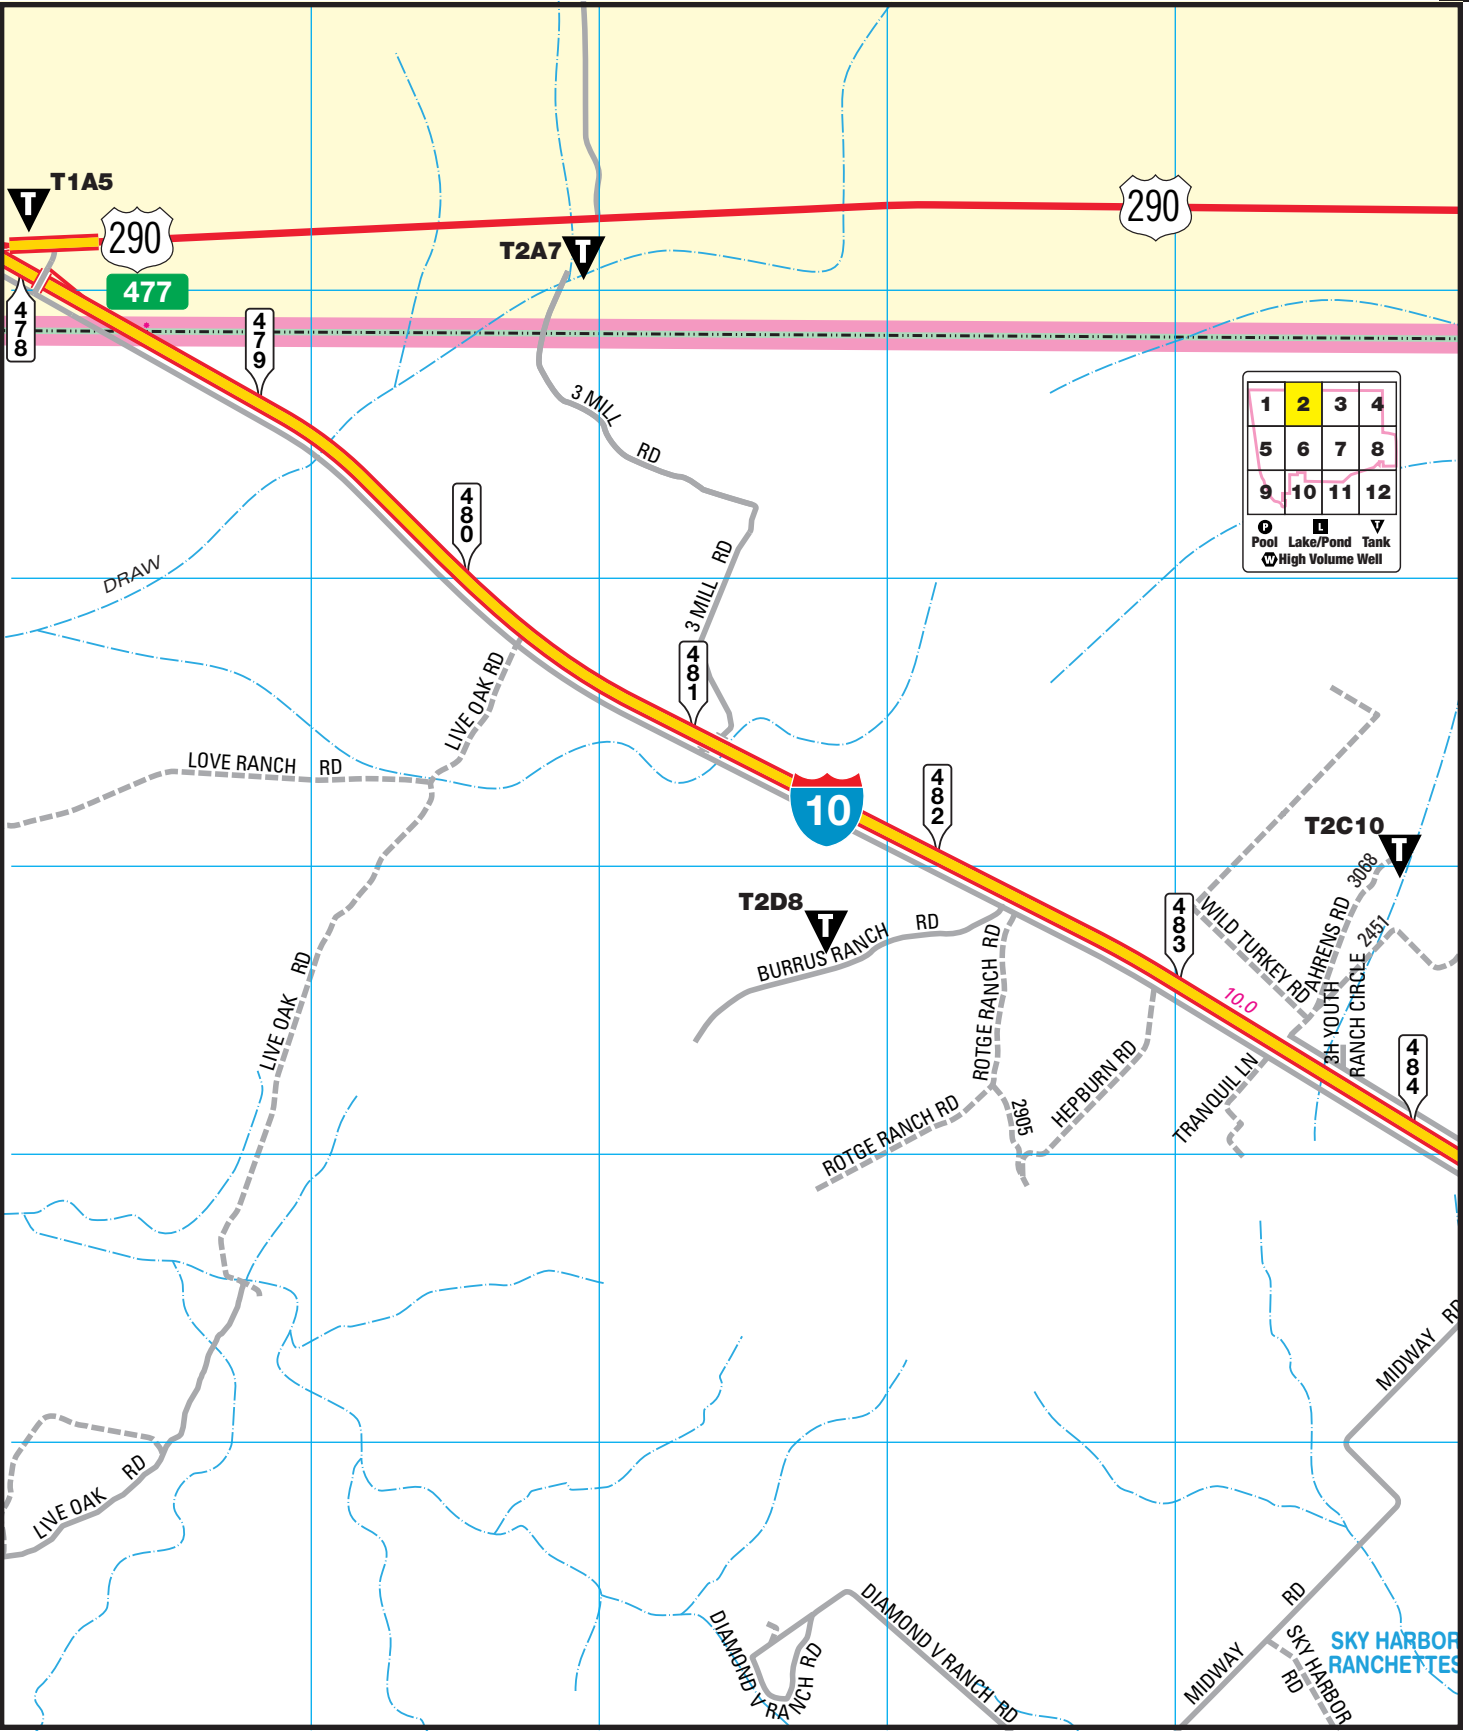 T1A5
T
290
477
478
479
T2A7
T
290
3 MILL
RD
1 2 3 4
5 6 7 8
9 10 11 12
P L T
Pool Lake/Pond Tank
W High Volume Well
480
DRAW
3 MILL RD
481
LIVE OAK RD
LOVE RANCH RD
10
482
T2C10
T
3068
T2D8
T
BURRUS RANCH RD
483
WILD TURKEY RD
AHRENS RD
2451
3H YOUTH
RANCH CIRCLE
10.0
ROTGE RANCH RD
LIVE OAK RD
484
HEPBURN RD
TRANQUIL LN
2905
ROTGE RANCH RD
MIDWAY RD
LIVE OAK RD
DIAMOND V RANCH RD
DIAMOND V RANCH RD
MIDWAY RD
SKY HARBOR
RD
SKY HARBOR
RANCHETTES